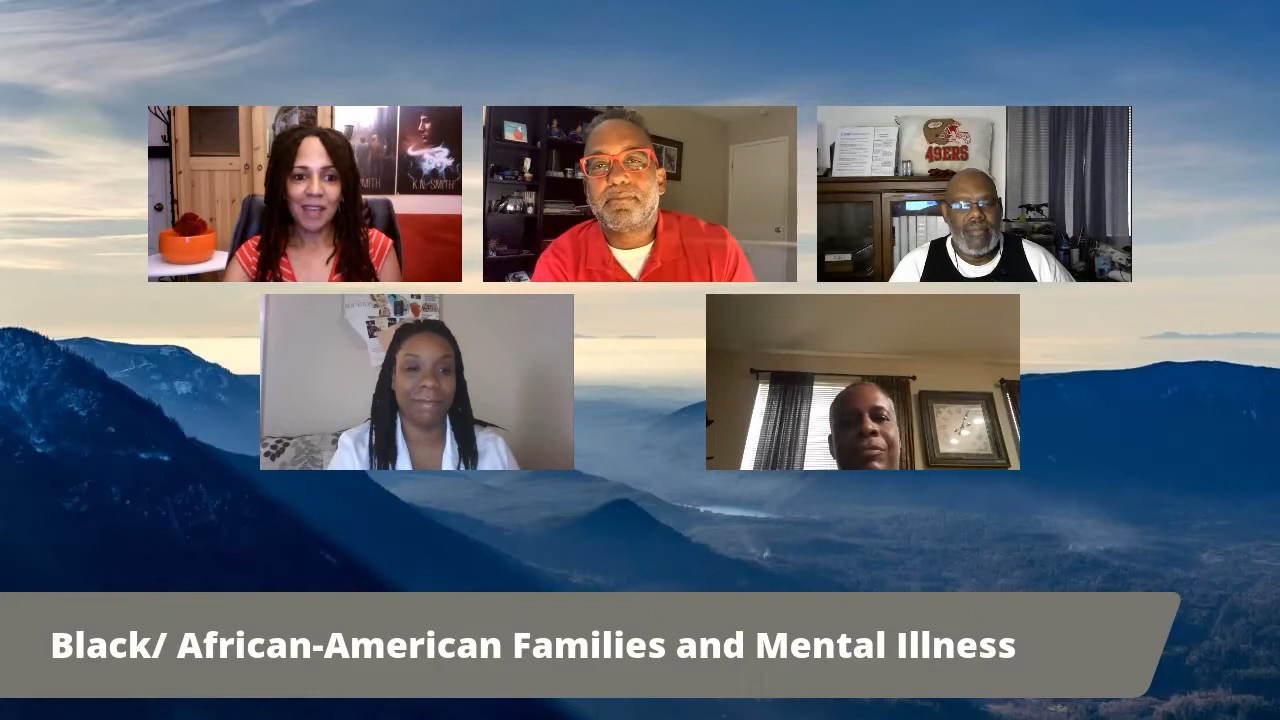 SMITH
K.N. SMITH
49ERS
Black/ African-American Families and Mental Illness